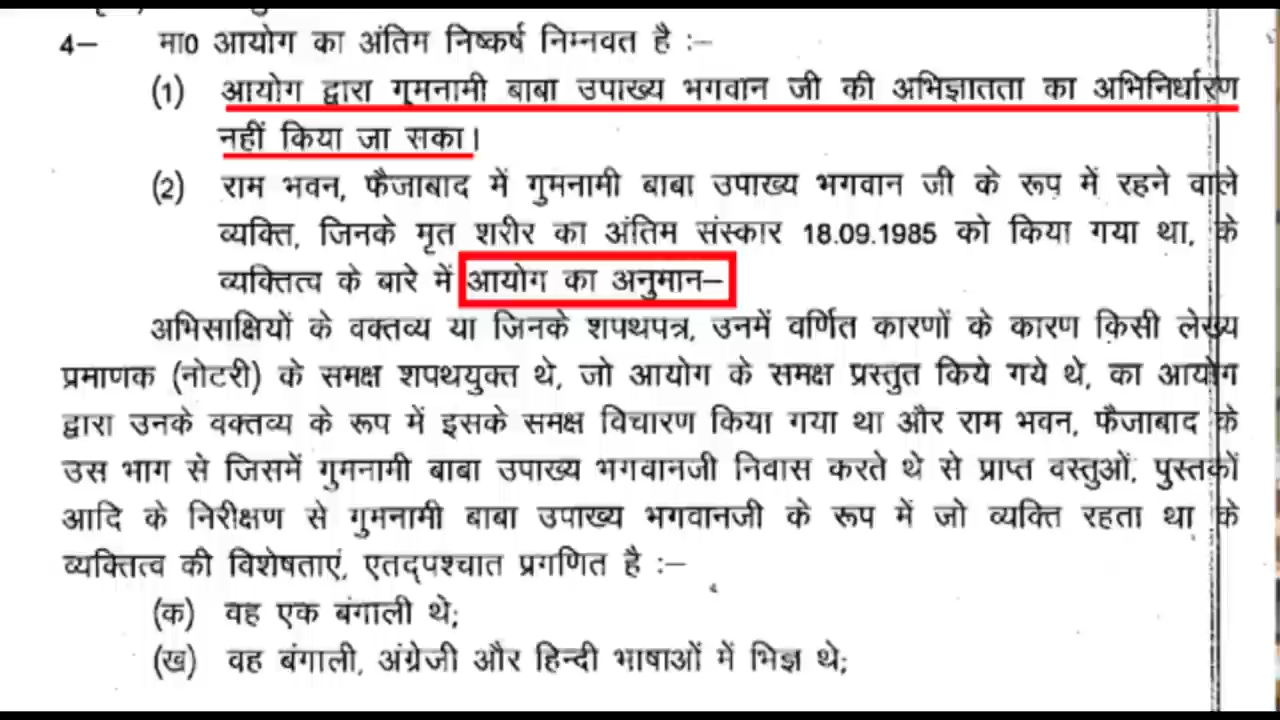 4– मा0 आयोग का अंतिम निष्कर्ष निम्नवत है :–
(1) आयोग द्वारा गुमनामी बाबा उपाख्य भगवान जी की अभिज्ञातता का अभिनिर्धारण
नहीं किया जा सका।
(2) राम भवन, फैजाबाद में गुमनामी बाबा उपाख्य भगवान जी के रूप में रहने वाले
व्यक्ति, जिनके मृत शरीर का अंतिम संस्कार 18.09.1985 को किया गया था, के
व्यक्तित्व के बारे में आयोग का अनुमान–
अभिसाक्षियों के वक्तव्य या जिनके शपथपत्र, उनमें वर्णित कारणों के कारण किसी लेख्य
प्रमाणक (नोटरी) के समक्ष शपथयुक्त थे, जो आयोग के समक्ष प्रस्तुत किये गये थे, का आयोग
द्वारा उनके वक्तव्य के रूप में इसके समक्ष विचारण किया गया था और राम भवन, फैजाबाद के
उस भाग से जिसमें गुमनामी बाबा उपाख्य भगवानजी निवास करते थे से प्राप्त वस्तुओं, पुस्तकों
आदि के निरीक्षण से गुमनामी बाबा उपाख्य भगवानजी के रूप में जो व्यक्ति रहता था के
व्यक्तित्व की विशेषताएं, एतद्पश्चात प्रगणित है :–
(क) वह एक बंगाली थे;
(ख) वह बंगाली, अंग्रेजी और हिन्दी भाषाओं में भिज्ञ थे;